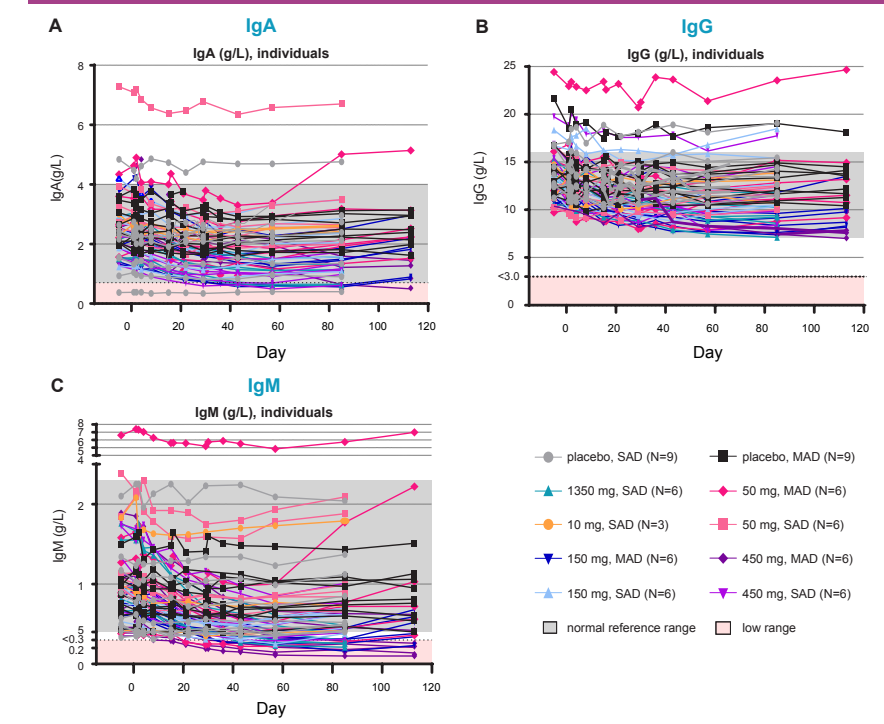 A
IgA
IgA (g/L), individuals
8
6
4
2
0
IgA(g/L)
0 20 40 60 80 100 120
Day
B
IgG
IgG (g/L), individuals
25
20
15
10
5
<3.0
0
IgG (g/L)
0 20 40 60 80 100 120
Day
C
IgM
IgM (g/L), individuals
8
7
6
5
4
2
1
.5
<0.3
0.2
0
IgM (g/L)
0 20 40 60 80 100 120
Day
placebo, SAD (N=9) placebo, MAD (N=9)
1350 mg, SAD (N=6) 50 mg, MAD (N=6)
10 mg, SAD (N=3) 50 mg, SAD (N=6)
150 mg, MAD (N=6) 450 mg, MAD (N=6)
150 mg, SAD (N=6) 450 mg, SAD (N=6)
normal reference range low range